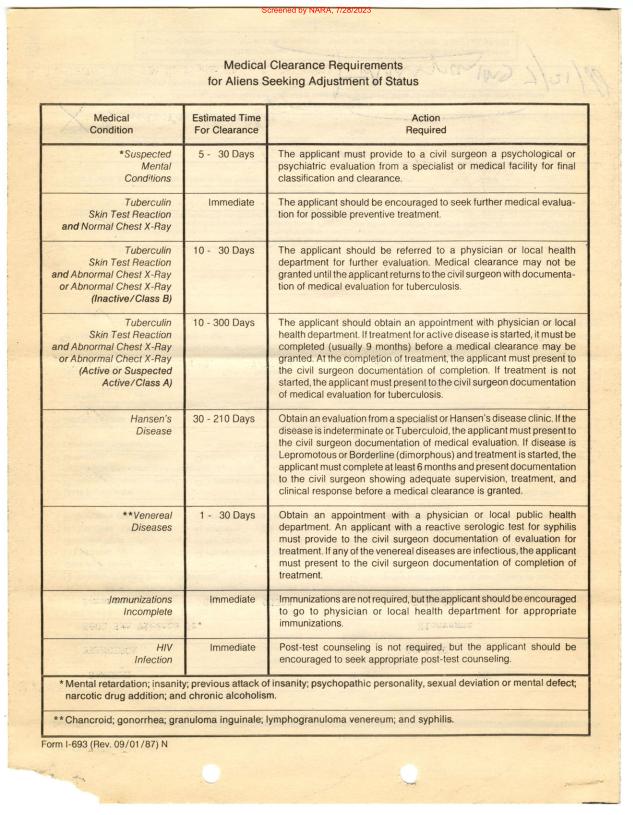 Screened by NARA, 7/28/2023
Medical Clearance Requirements
for Aliens Seeking Adjustment of Status
Medical
Condition
Estimated Time
For Clearance
Action
Required
*Suspected
Mental
Conditions
5 - 30 Days
The applicant must provide to a civil surgeon a psychological or
psychiatric evaluation from a specialist or medical facility for final
classification and clearance.
Tuberculin
Skin Test Reaction
and Normal Chest X-Ray
Immediate
The applicant should be encouraged to seek further medical evalua-
tion for possible preventive treatment.
Tuberculin
Skin Test Reaction
and Abnormal Chest X-Ray
or Abnormal Chest X-Ray
(Inactive/Class B)
10 - 30 Days
The applicant should be referred to a physician or local health
department for further evaluation. Medical clearance may not be
granted until the applicant returns to the civil surgeon with documenta-
tion of medical evaluation for tuberculosis.
Tuberculin
Skin Test Reaction
and Abnormal Chest X-Ray
or Abnormal Chect X-Ray
(Active or Suspected
Active/Class A)
10 - 300 Days
The applicant should obtain an appointment with physician or local
health department. If treatment for active disease is started, it must be
completed (usually 9 months) before a medical clearance may be
granted. At the completion of treatment, the applicant must present to
the civil surgeon documentation of completion. If treatment is not
started, the applicant must present to the civil surgeon documentation
of medical evaluation for tuberculosis.
Hansen's
Disease
30 - 210 Days
Obtain an evaluation from a specialist or Hansen's disease clinic. If the
disease is indeterminate or Tuberculoid, the applicant must present to
the civil surgeon documentation of medical evaluation. If disease is
Lepromotous or Borderline (dimorphous) and treatment is started, the
applicant must complete at least 6 months and present documentation
to the civil surgeon showing adequate supervision, treatment, and
clinical response before a medical clearance is granted.
**Venereal
Diseases
1 - 30 Days
Obtain an appointment with a physician or local public health
department. An applicant with a reactive serologic test for syphilis
must provide to the civil surgeon documentation of evaluation for
treatment. If any of the venereal diseases are infectious, the applicant
must present to the civil surgeon documentation of completion of
treatment.
Immunizations
Incomplete
Immediate
Immunizations are not required, but the applicant should be encouraged
to go to physician or local health department for appropriate
immunizations.
HIV
Infection
Immediate
Post-test counseling is not required, but the applicant should be
encouraged to seek appropriate post-test counseling.
*Mental retardation; insanity; previous attack of insanity; psychopathic personality, sexual deviation or mental defect;
narcotic drug addition; and chronic alcoholism.
**Chancroid; gonorrhea; granuloma inguinale; lymphogranuloma venereum; and syphilis.
Form I-693 (Rev. 09/01/87) N